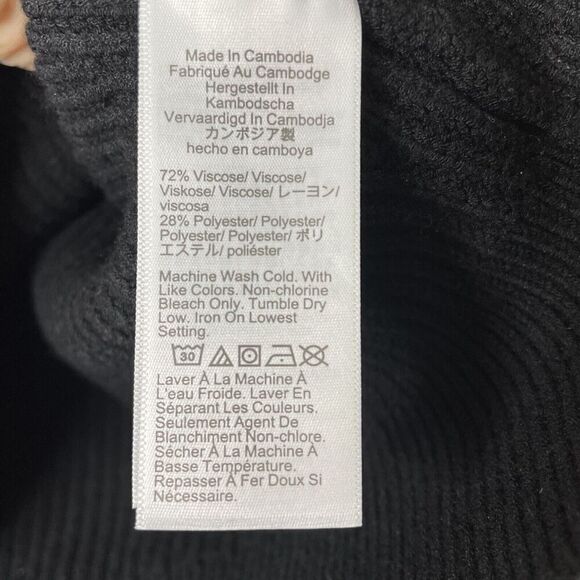 Made In Cambodia
Fabriqué Au Cambodge
Hergestellt In
Kambodscha
Vervaardigd In Cambodja
カンボジア製
hecho en camboya
72% Viscose/ Viscose/
Viskose/ Viscose/ レーヨン/
viscosa
28% Polyester/ Polyester/
Polyester/ Polyester/ ポリ
エステル/ poliéster
Machine Wash Cold. With
Like Colors. Non-chlorine
Bleach Only. Tumble Dry
Low. Iron On Lowest
Setting.
30
Laver À La Machine À
L'eau Froide. Laver En
Séparant Les Couleurs.
Seulement Agent De
Blanchiment Non-chlore.
Sécher À La Machine À
Basse Température.
Repasser À Fer Doux Si
Nécessaire.